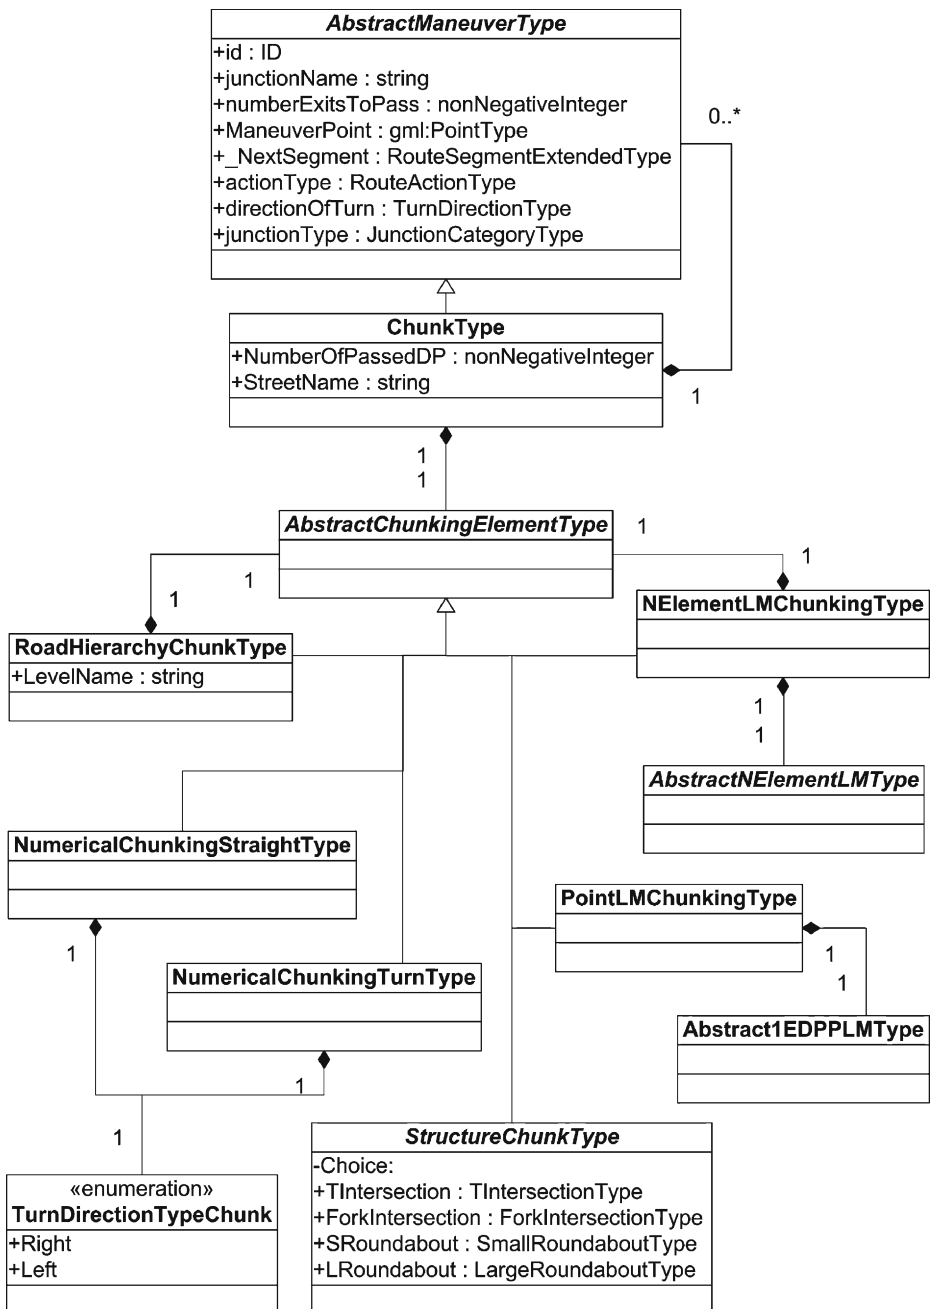 AbstractManeuverType
+id : ID
+junctionName : string
+numberExitsToPass : nonNegativeInteger
+ManeuverPoint : gml:PointType
+_NextSegment : RouteSegmentExtendedType
+actionType : RouteActionType
+directionOfTurn : TurnDirectionType
+junctionType : JunctionCategoryType
0..*
ChunkType
+NumberOfPassedDP : nonNegativeInteger
+StreetName : string
1
1
1
AbstractChunkingElementType
1
1
1
1
NElementLMChunkingType
RoadHierarchyChunkType
+LevelName : string
1
1
AbstractNElementLMType
NumericalChunkingStraightType
1
PointLMChunkingType
1
1
NumericalChunkingTurnType
1
Abstract1EDPPLMType
1
StructureChunkType
-Choice:
+TIntersection : TIntersectionType
+ForkIntersection : ForkIntersectionType
+SRoundabout : SmallRoundaboutType
+LRoundabout : LargeRoundaboutType
«enumeration»
TurnDirectionTypeChunk
+Right
+Left